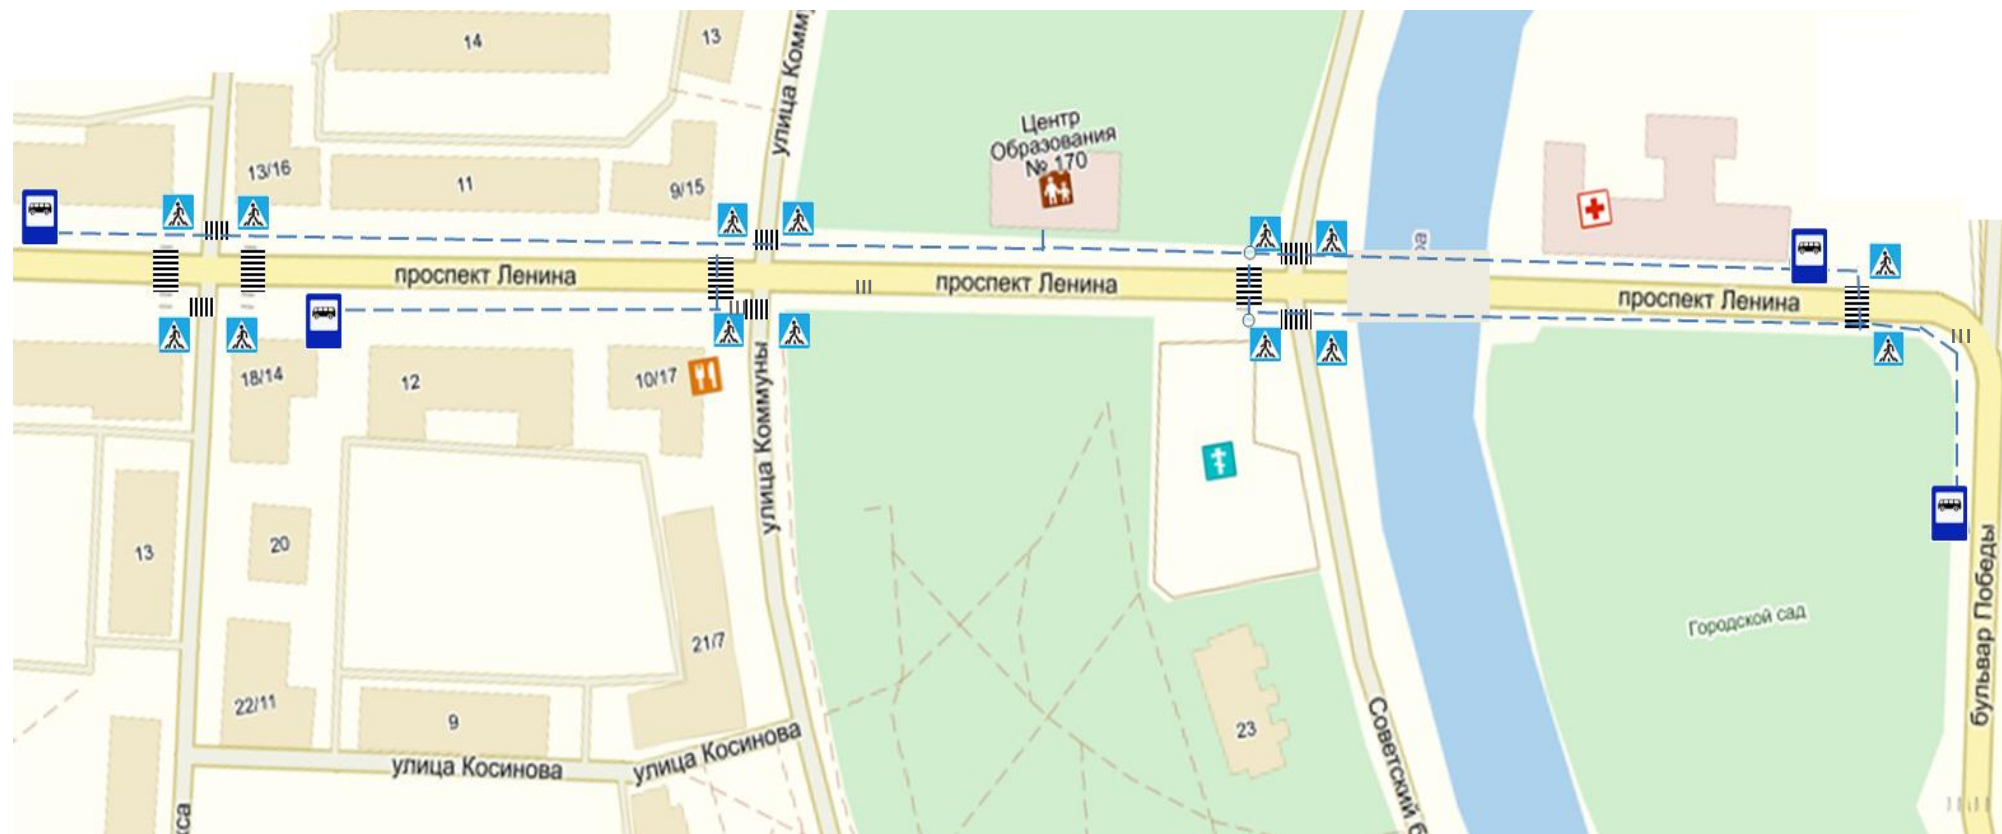 14
13
улица Комму
Центр
Образования
№ 170
13/16
11
9/15
проспект Ленина
проспект Ленина
проспект Ленина
18/14
12
10/17
улица Коммуны
13
20
21/7
22/11
9
23
Городской сад
бульвар Победы
Советский б
улица Косинова
улица Косинова
кса